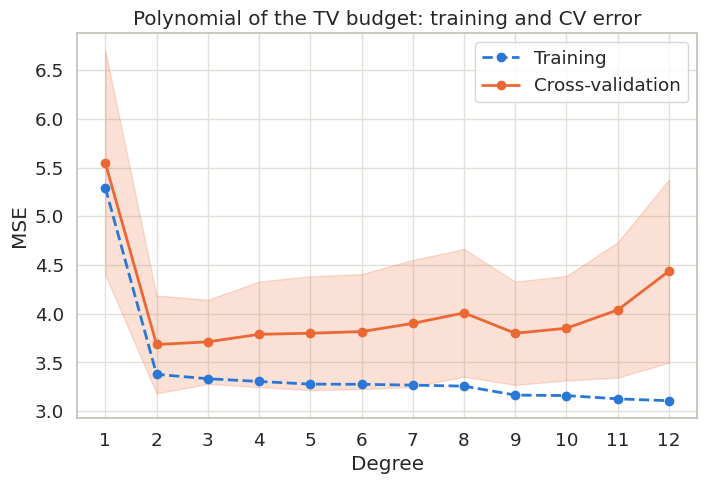 Polynomial of the TV budget: training and CV error
Training
Cross-validation
MSE
6.5
6.0
5.5
5.0
4.5
4.0
3.5
3.0
1 2 3 4 5 6 7 8 9 10 11 12
Degree